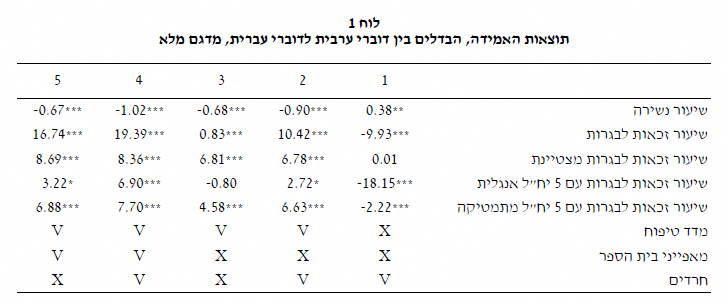 לוח 1
תוצאות האמידה, הבדלים בין דוברי ערבית לדוברי עברית, מדגם מלא
1 2 3 4 5
שיעור נשירה 0.38** -0.90*** -0.68*** -1.02*** -0.67***
שיעור זכאות לבגרות -9.93*** 10.42*** 0.83*** 19.39*** 16.74***
שיעור זכאות לבגרות מצטיינת 0.01 6.78*** 6.81*** 8.36*** 8.69***
שיעור זכאות לבגרות עם 5 יח״ל אנגלית -18.15*** 2.72* -0.80 6.90*** 3.22*
שיעור זכאות לבגרות עם 5 יח״ל מתמטיקה -2.22*** 6.63*** 4.58*** 7.70*** 6.88***
מדד טיפוח X V V V V
מאפייני בית הספר X X X V V
חרדים V V X V X